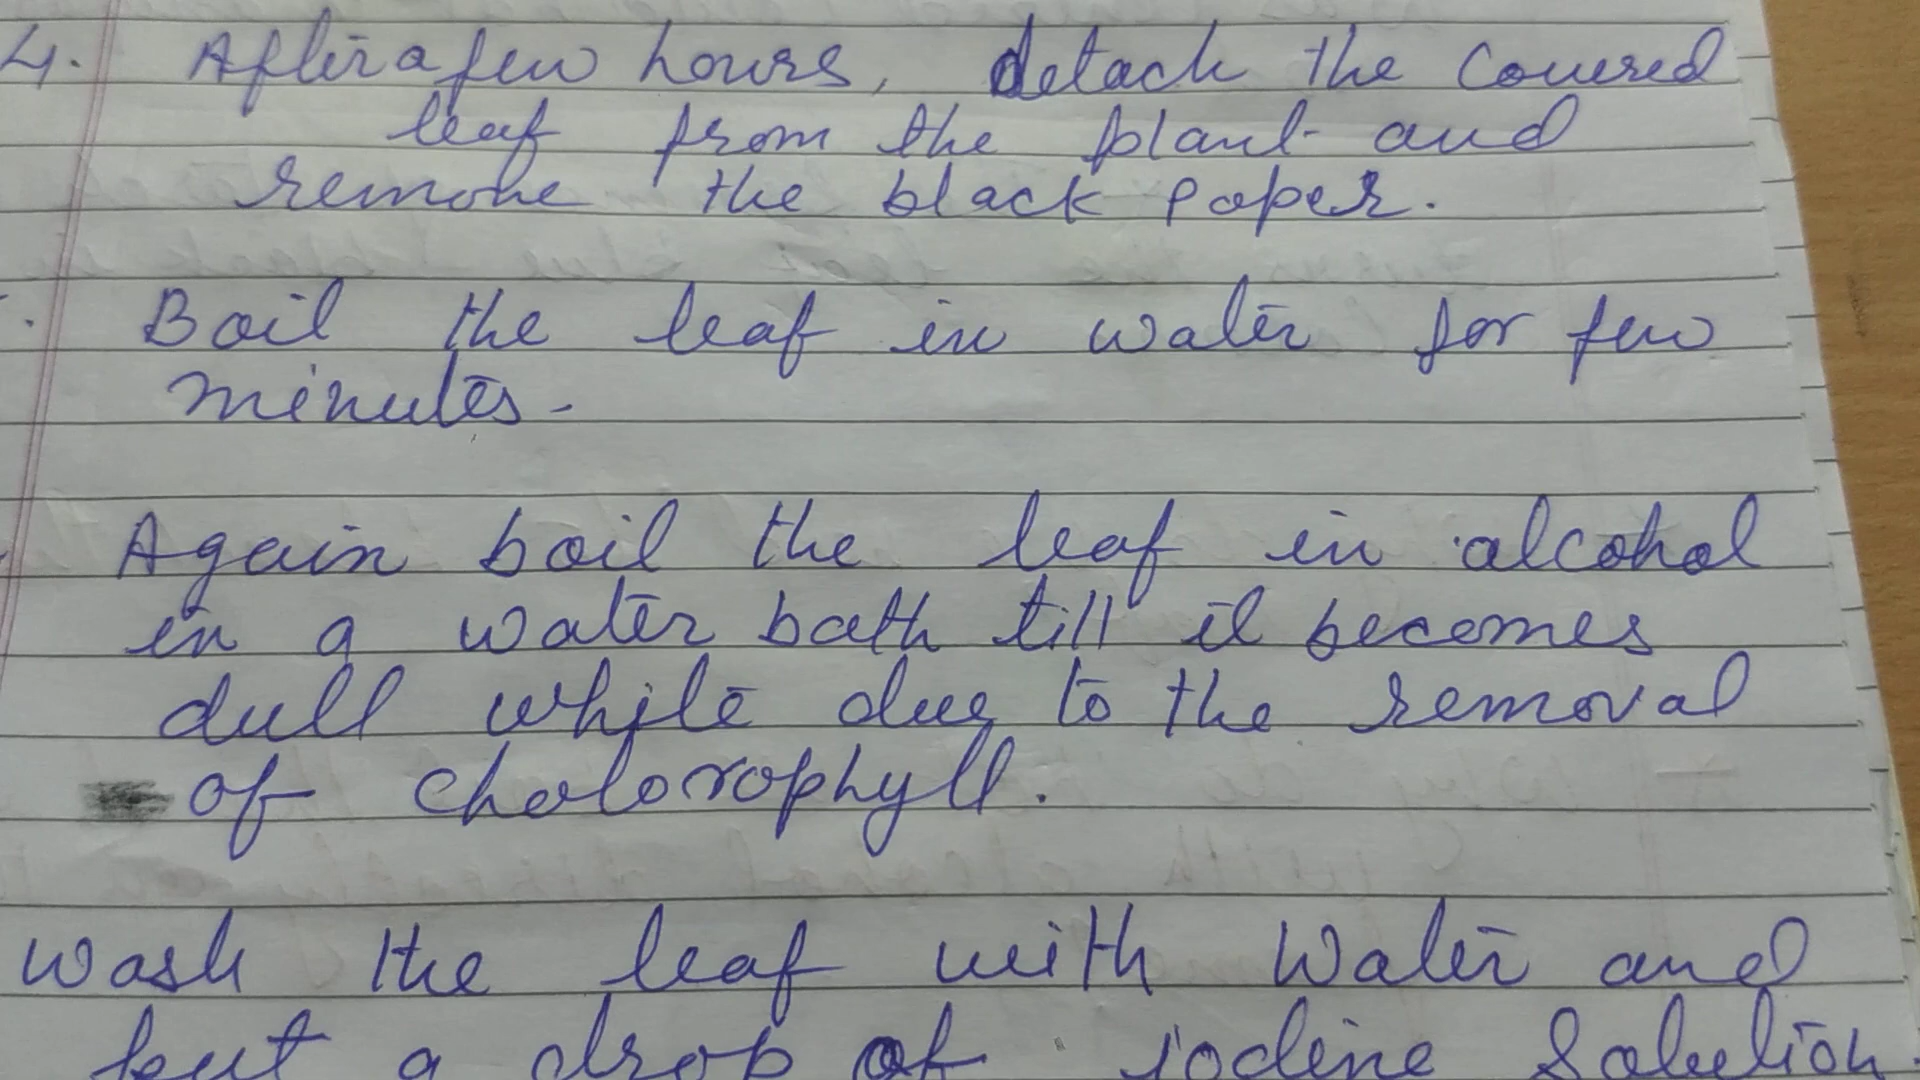 4. After a few hours, detach the covered
leaf from the plant and
remove the black paper.
. Boil the leaf in water for few
minutes.
Again boil the leaf in alcohol
in a water bath till it becomes
dull white due to the removal
of cholorophyll.
Wash the leaf with water and
put a drop of iodine solution.